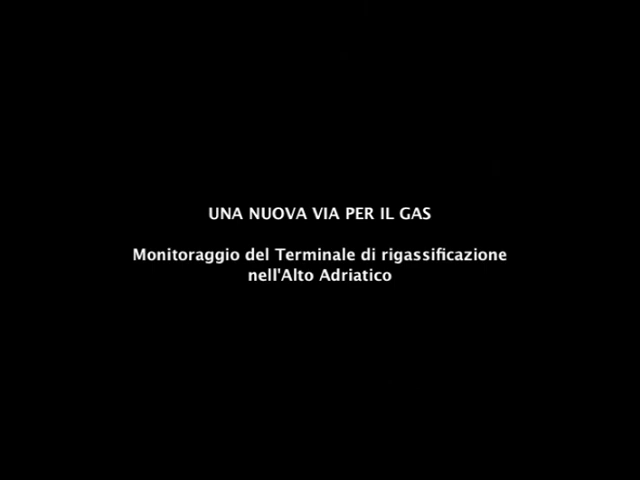 UNA NUOVA VIA PER IL GAS
Monitoraggio del Terminale di rigassificazione
nell'Alto Adriatico